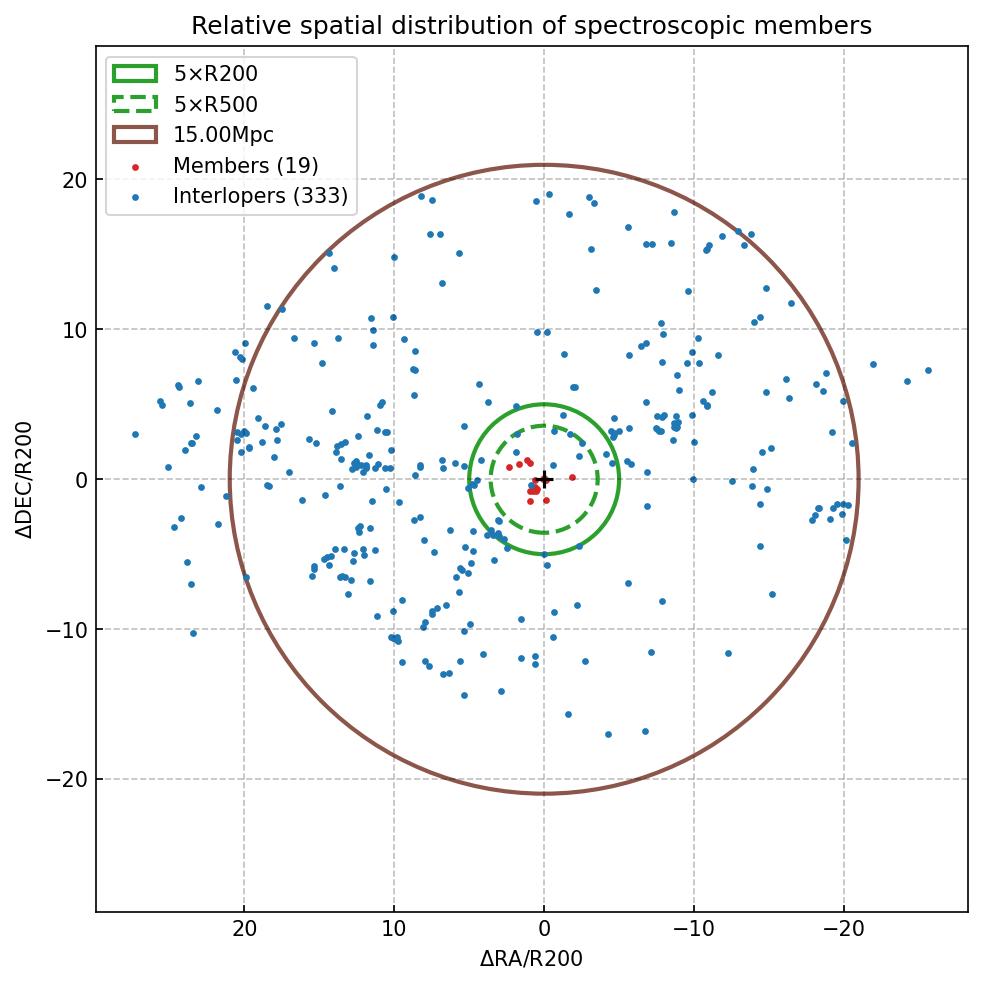 Relative spatial distribution of spectroscopic members
5×R200
5×R500
15.00Mpc
Members (19)
Interlopers (333)
20
10
0
−10
−20
ΔDEC/R200
20
10
0
−10
−20
ΔRA/R200